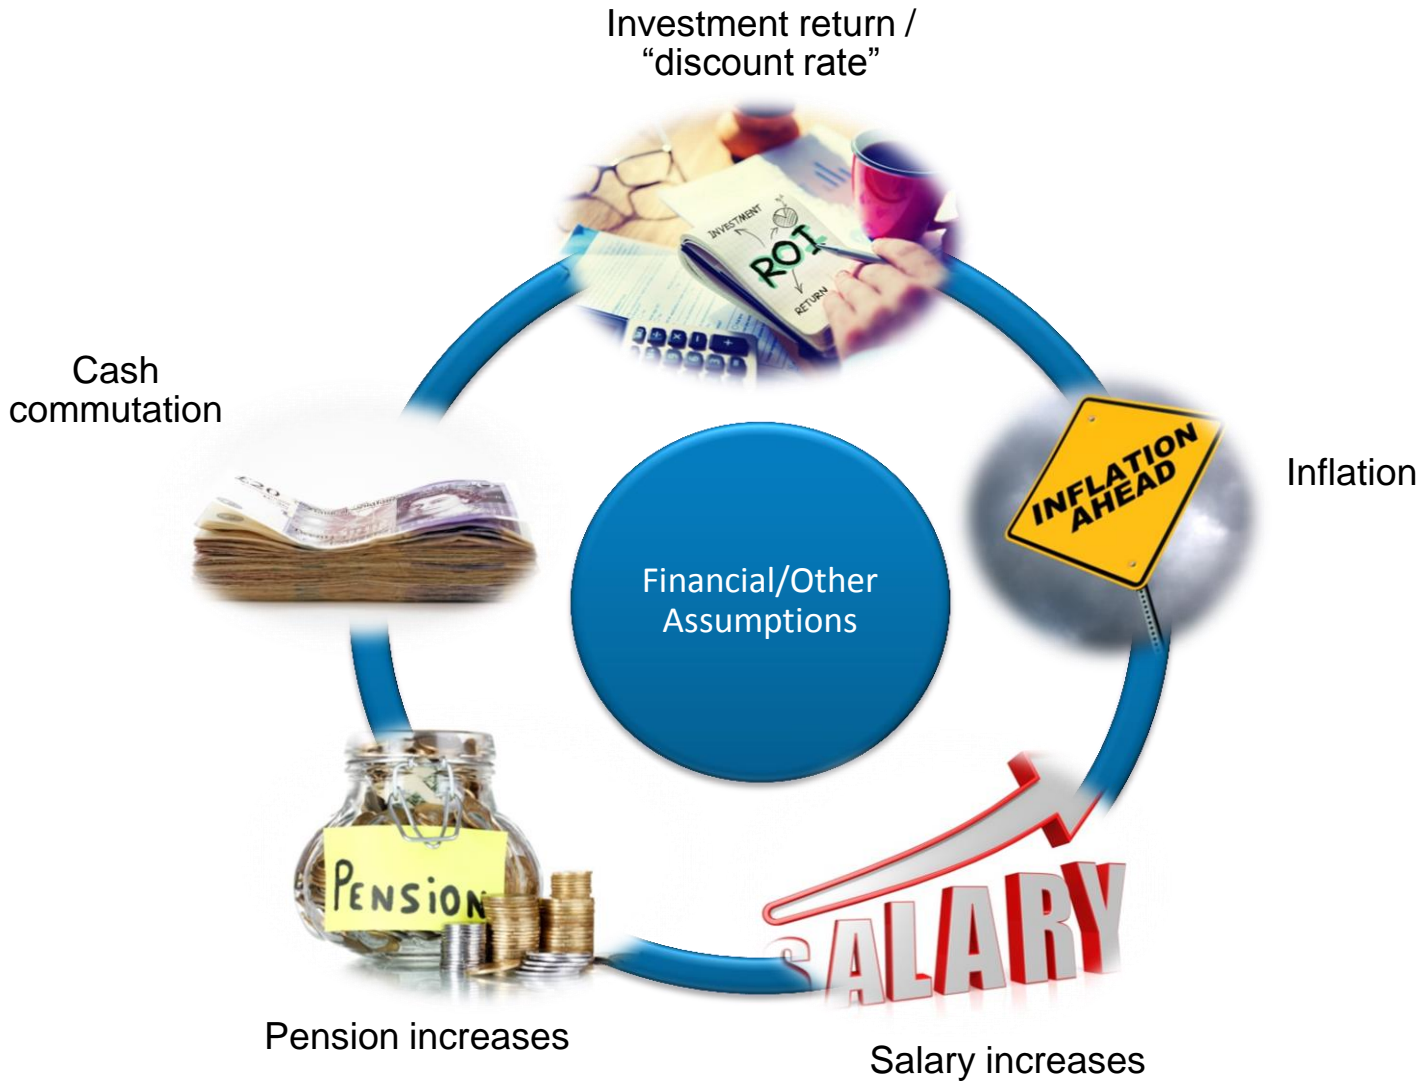 Investment return /
“discount rate”
INVESTMENT
ROI
RETURN
Cash
commutation
£20
INFLATION
AHEAD
Inflation
Financial/Other
Assumptions
PENSION
SALARY
Pension increases
Salary increases